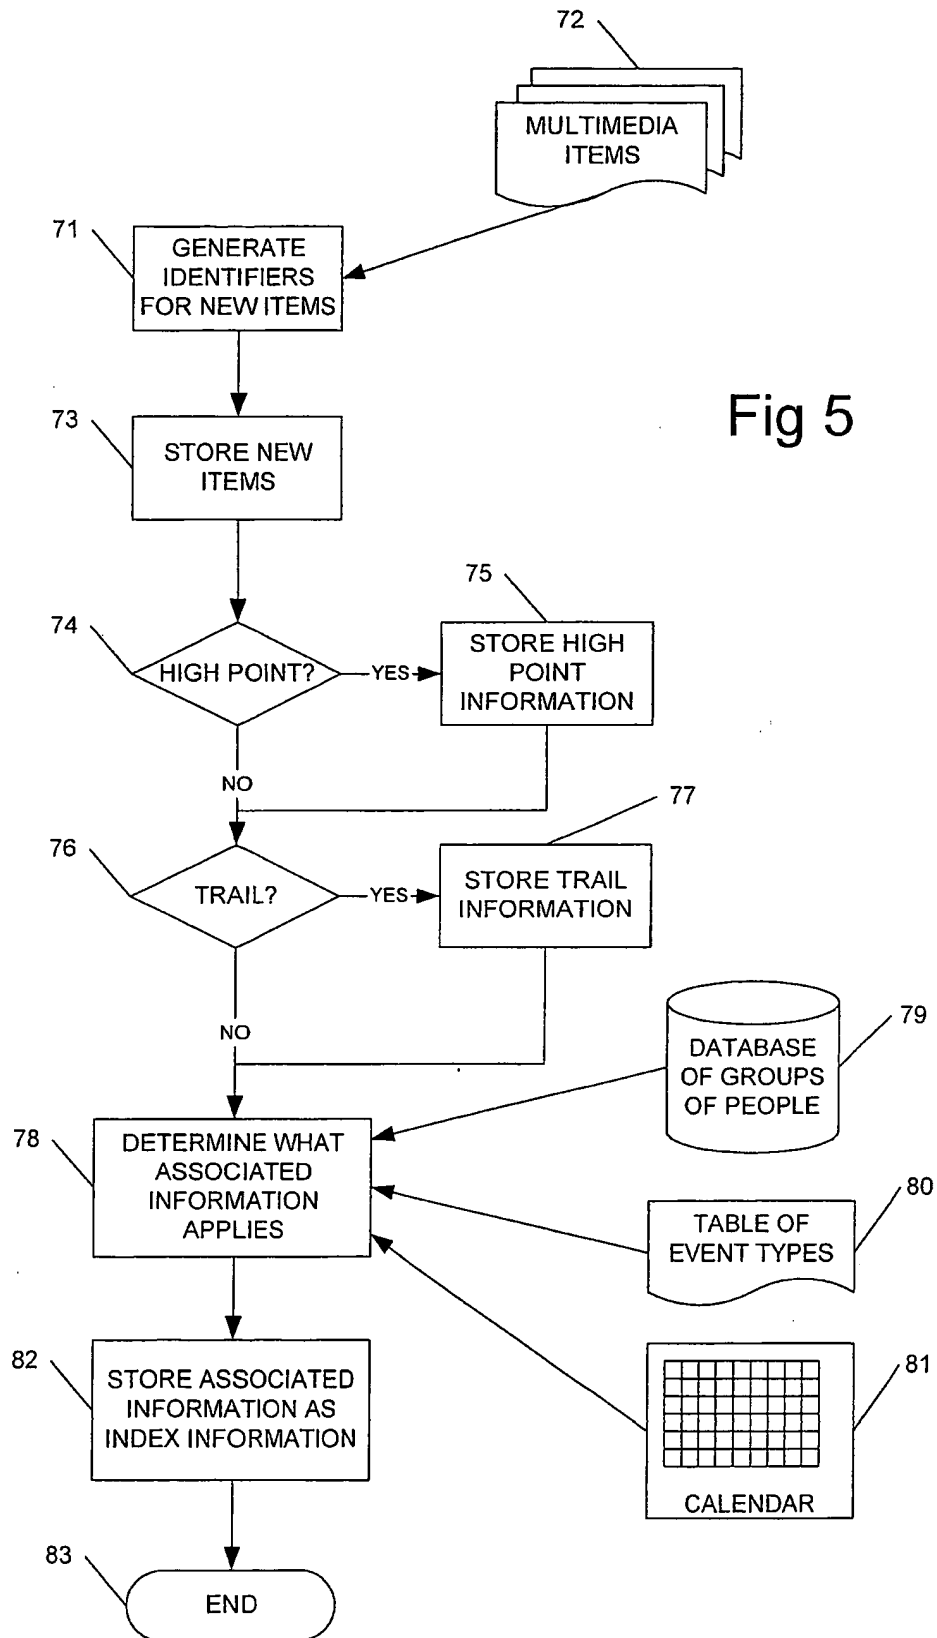 72
MULTIMEDIA
ITEMS
71
GENERATE
IDENTIFIERS
FOR NEW ITEMS
73
STORE NEW
ITEMS
Fig 5
74
HIGH POINT?
YES
75
STORE HIGH
POINT
INFORMATION
NO
76
TRAIL?
YES
77
STORE TRAIL
INFORMATION
NO
78
DETERMINE WHAT
ASSOCIATED
INFORMATION
APPLIES
79
DATABASE
OF GROUPS
OF PEOPLE
80
TABLE OF
EVENT TYPES
81
CALENDAR
82
STORE ASSOCIATED
INFORMATION AS
INDEX INFORMATION
83
END